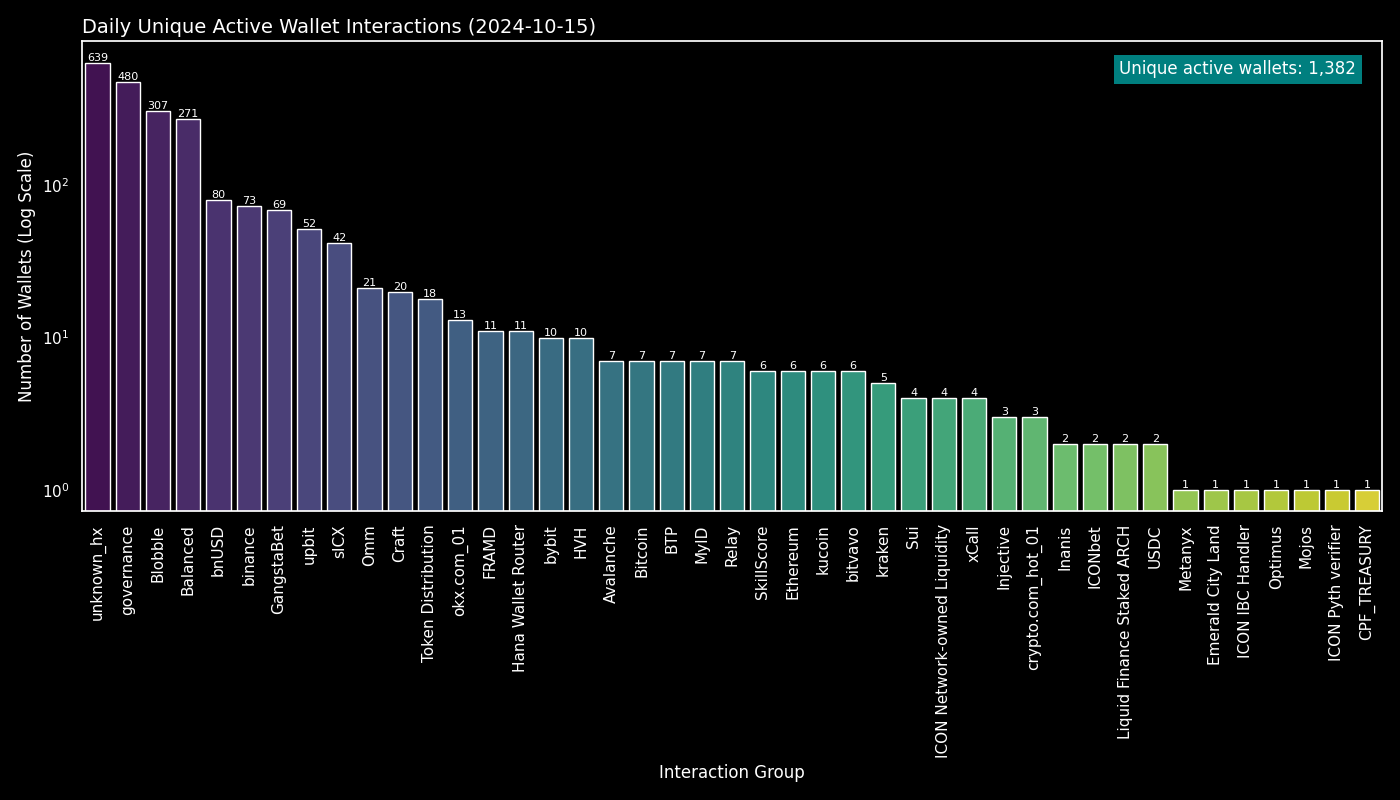 Daily Unique Active Wallet Interactions (2024-10-15)
Unique active wallets: 1,382
Number of Wallets (Log Scale)
10²
10¹
10⁰
639
480
307
271
80
73
69
52
42
21
20
18
13
11
11
10
10
7
7
7
7
7
6
6
6
6
5
4
4
4
3
3
2
2
2
2
1
1
1
1
1
1
1
unknown_hx
governance
Blobble
Balanced
bnUSD
binance
GangstaBet
upbit
sICX
Omm
Craft
Token Distribution
okx.com_01
FRAMD
Hana Wallet Router
bybit
HVH
Avalanche
Bitcoin
BTP
MyID
Relay
SkillScore
Ethereum
kucoin
bitvavo
kraken
Sui
ICON Network-owned Liquidity
xCall
Injective
crypto.com_hot_01
Inanis
ICONbet
Liquid Finance Staked ARCH
USDC
Metanyx
Emerald City Land
ICON IBC Handler
Optimus
Mojos
ICON Pyth verifier
CPF_TREASURY
Interaction Group